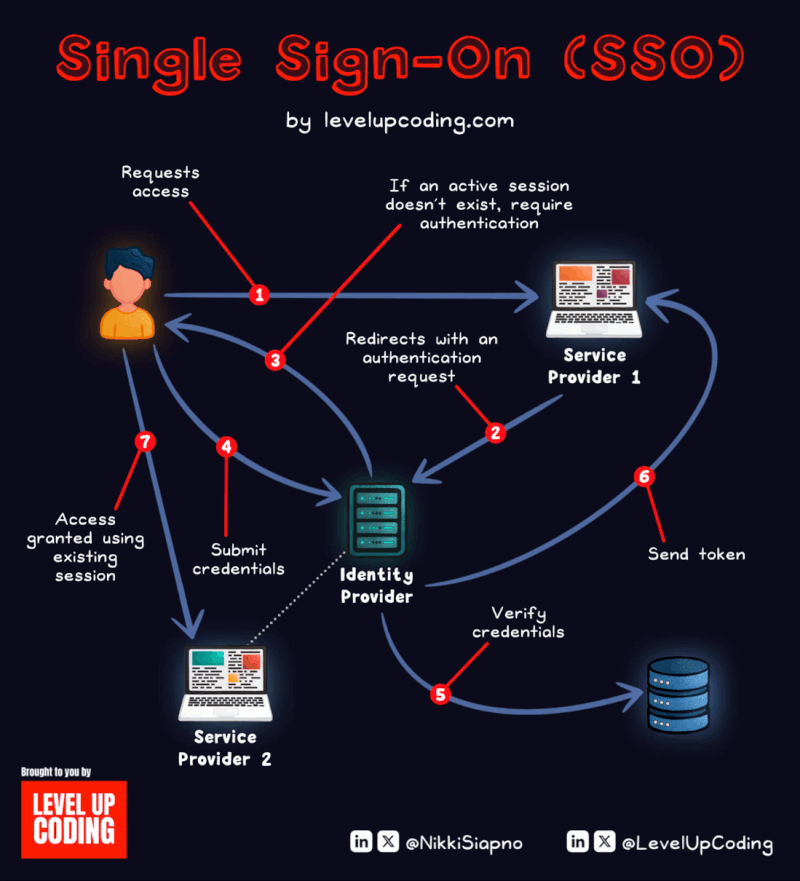 Single Sign-On (SSO)
by levelupcoding.com
Requests
access
If an active session
doesn't exist, require
authentication
1
Service
Provider 1
Redirects with an
authentication
request
3
2
7
4
6
Access
granted using
existing
session
Submit
credentials
Send token
Identity
Provider
Verify
credentials
5
Service
Provider 2
Brought to you by
LEVEL UP
CODING
in X @NikkiSiapno
in X @LevelUpCoding